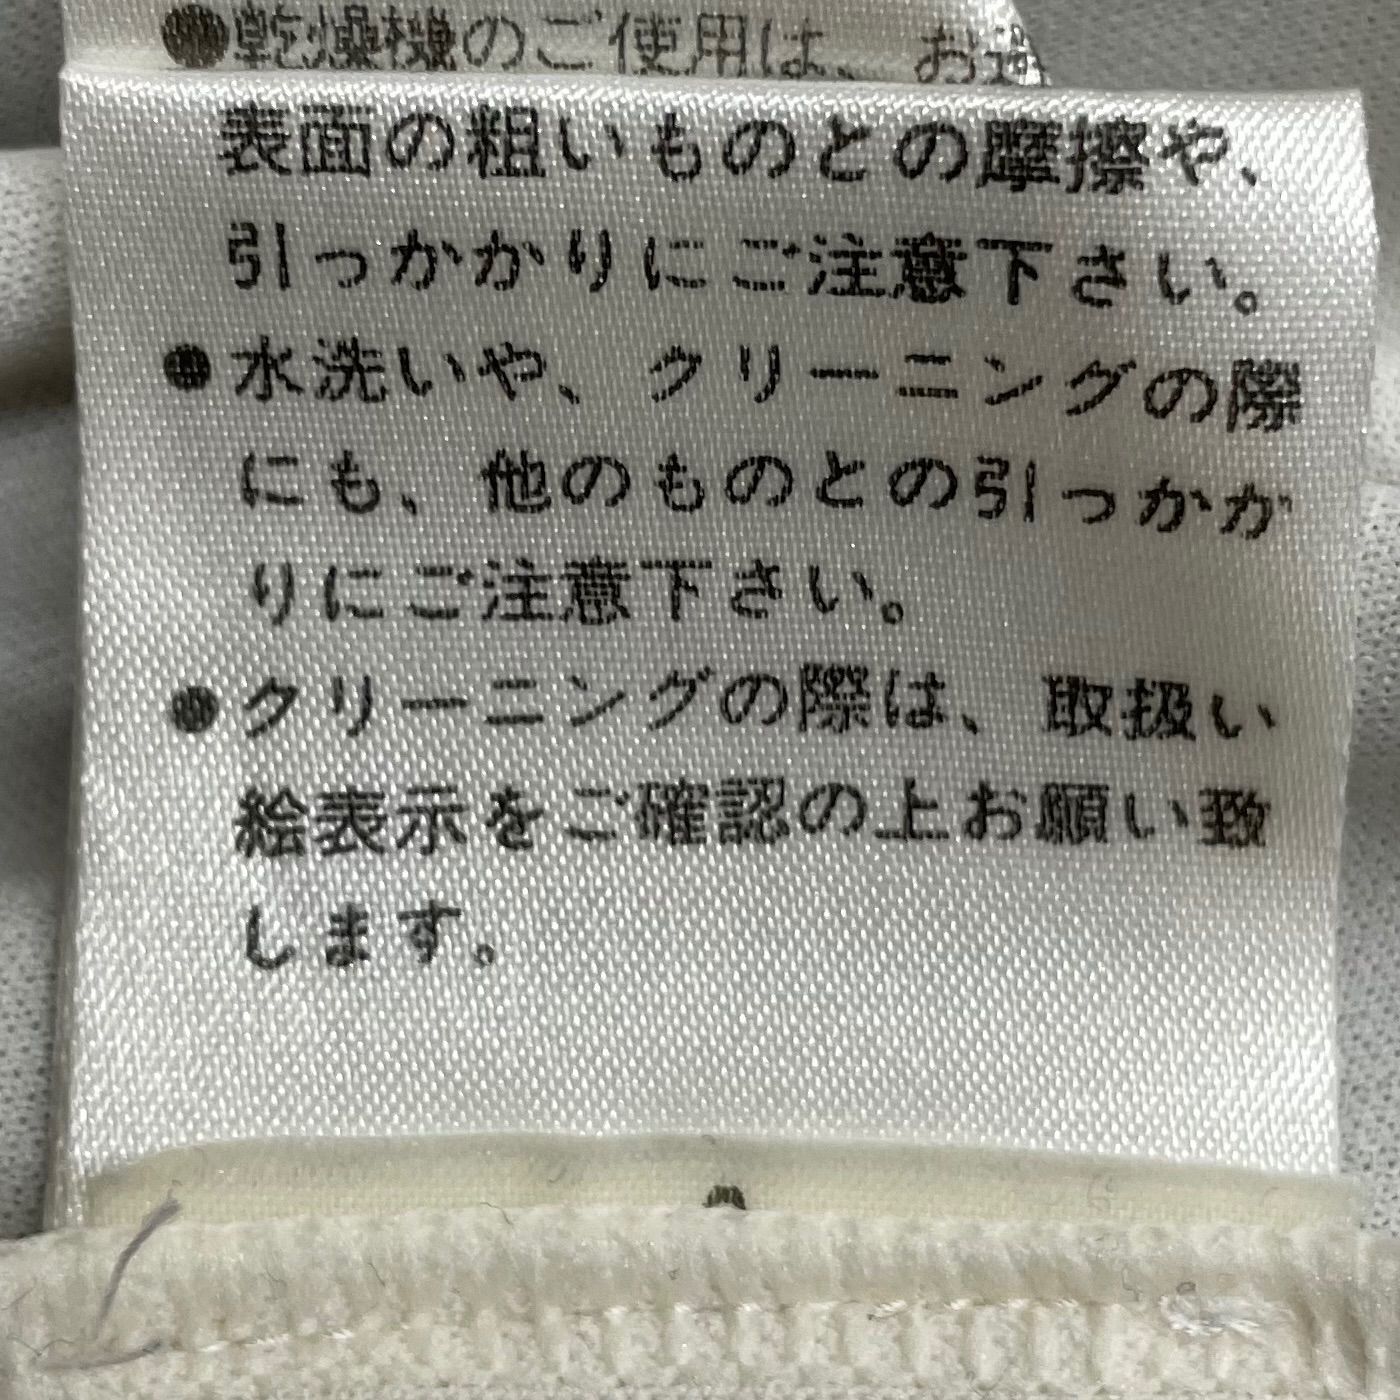 ●乾燥機のご使用は、お
表面の粗いものとの摩擦や、
引っかかりにご注意下さい。
●水洗いや、クリーニングの際
にも、他のものとの引っかか
りにご注意下さい。
●クリーニングの際は、取扱い
絵表示をご確認の上お願い致
します。